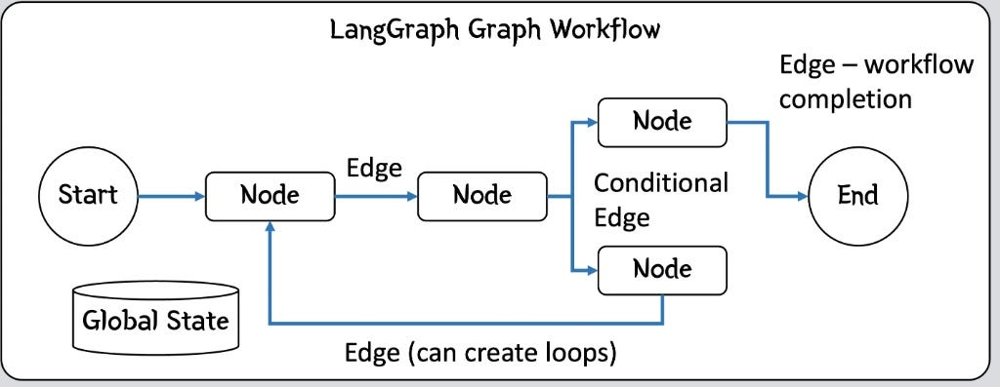 LangGraph Graph Workflow
Edge – workflow
completion
Node
Edge
Start
Node
Node
Conditional
Edge
End
Node
Global State
Edge (can create loops)